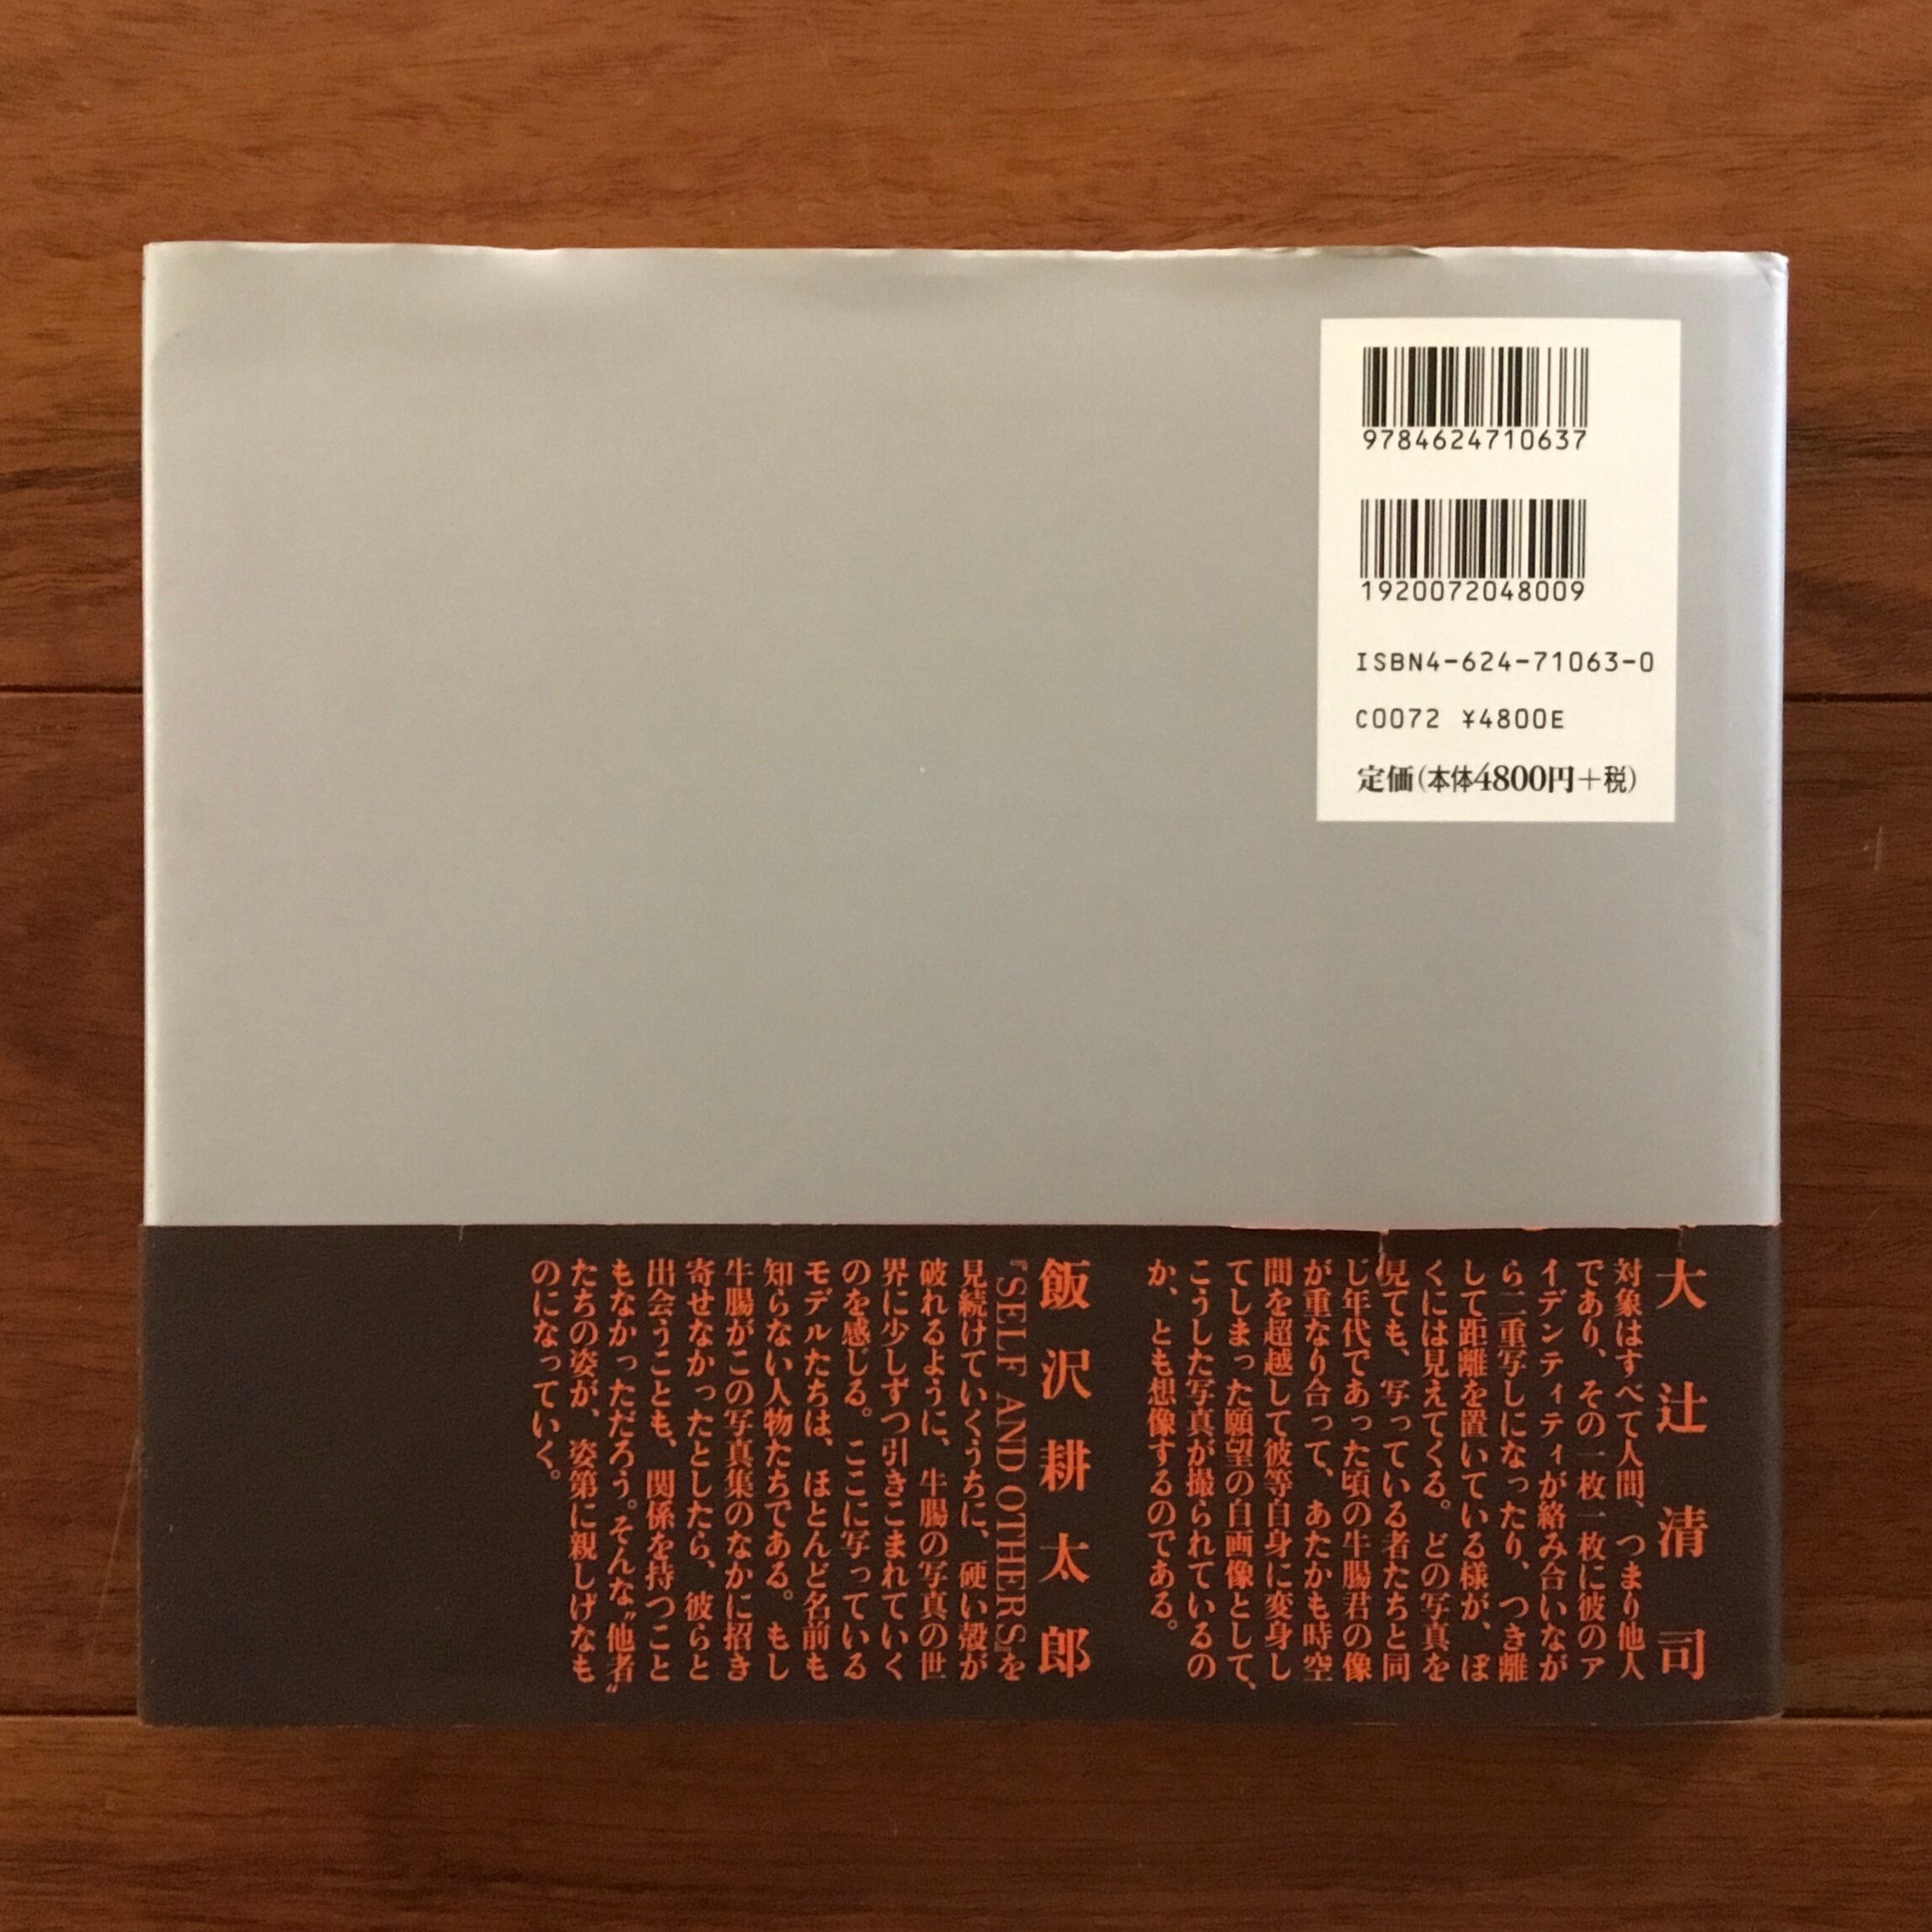 9784624710637
1920072048009
ISBN4-624-71063-0
C0072 ¥4800E
定価(本体4800円+税)
大辻清司
対象はすべて人間、つまり他人
であり、その一枚一枚に彼のア
イデンティティが絡み合いなが
ら二重写しになったり、つき離
して距離を置いている様が、ぼ
くには見えてくる。どの写真を
見ても、写っている者たちと同
じ年代であった頃の牛腸君の像
が重なり合って、あたかも時空
間を超越して彼等自身に変身し
てしまった願望の自画像として、
こうした写真が撮られているの
か、とも想像するのである。
飯沢耕太郎
『SELF AND OTHERS』を
見続けていくうちに、硬い殻が
破れるように、牛腸の写真の世
界に少しずつ引きこまれていく
のを感じる。ここに写っている
モデルたちは、ほとんど名前も
知らない人物たちである。もし
牛腸がこの写真集のなかに招き
寄せなかったとしたら、彼らと
出会うことも、関係を持つこと
もなかっただろう。そんな〝他者〟
たちの姿が、姿第に親しげなも
のになっていく。